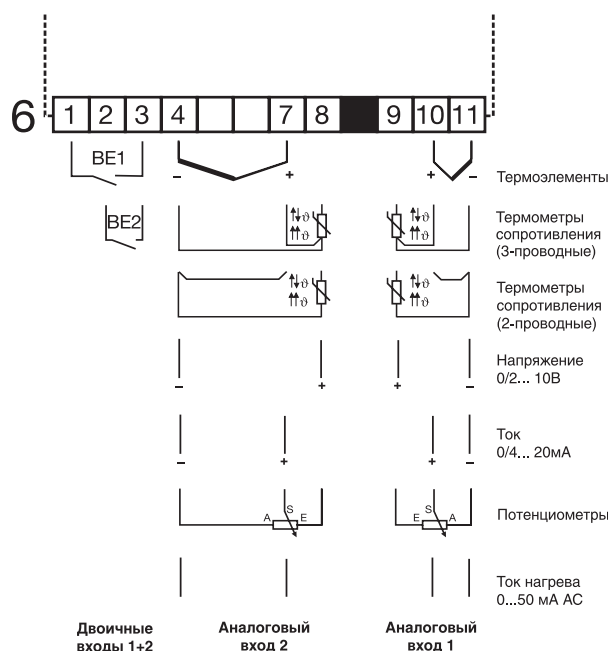 6 1 2 3 4 7 8 9 10 11
BE1
− + + −
Термоэлементы
BE2
ϑ ϑ
ϑ ϑ
Термометры
сопротивления
(3-проводные)
ϑ ϑ
ϑ ϑ
Термометры
сопротивления
(2-проводные)
Напряжение
0/2... 10В
− + + −
Ток
0/4... 20мА
− + + −
A S E E S A
Потенциометры
Ток нагрева
0...50 мА AC
Двоичные
входы 1+2
Аналоговый
вход 2
Аналоговый
вход 1